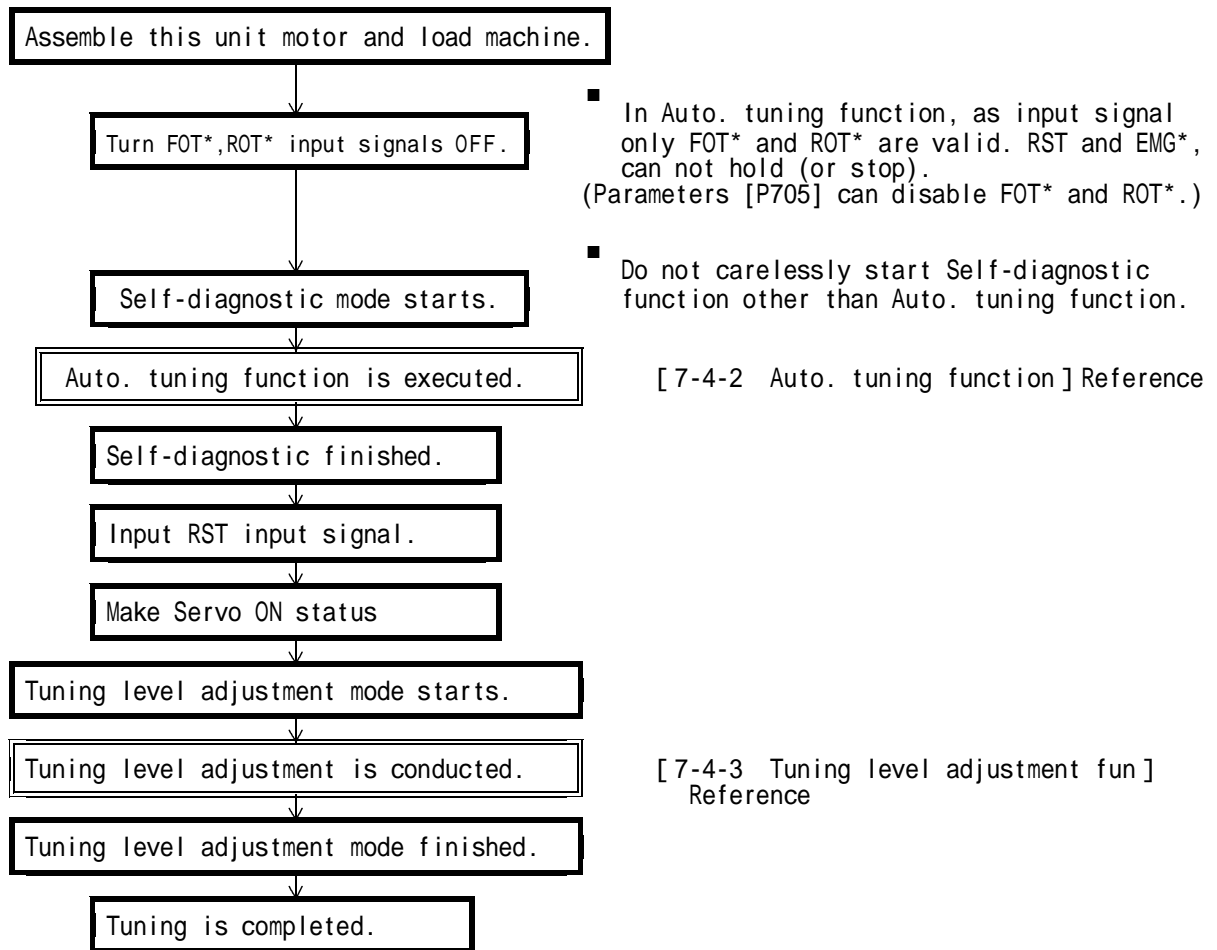 Assemble this unit motor and load machine.
Turn FOT*,ROT* input signals OFF.
■
In Auto. tuning function, as input signal
only FOT* and ROT* are valid. RST and EMG*,
can not hold (or stop).
(Parameters [P705] can disable FOT* and ROT*.)
■
Do not carelessly start Self-diagnostic
function other than Auto. tuning function.
Self-diagnostic mode starts.
Auto. tuning function is executed.
[7-4-2 Auto. tuning function] Reference
Self-diagnostic finished.
Input RST input signal.
Make Servo ON status
Tuning level adjustment mode starts.
Tuning level adjustment is conducted.
[7-4-3 Tuning level adjustment fun]
Reference
Tuning level adjustment mode finished.
Tuning is completed.